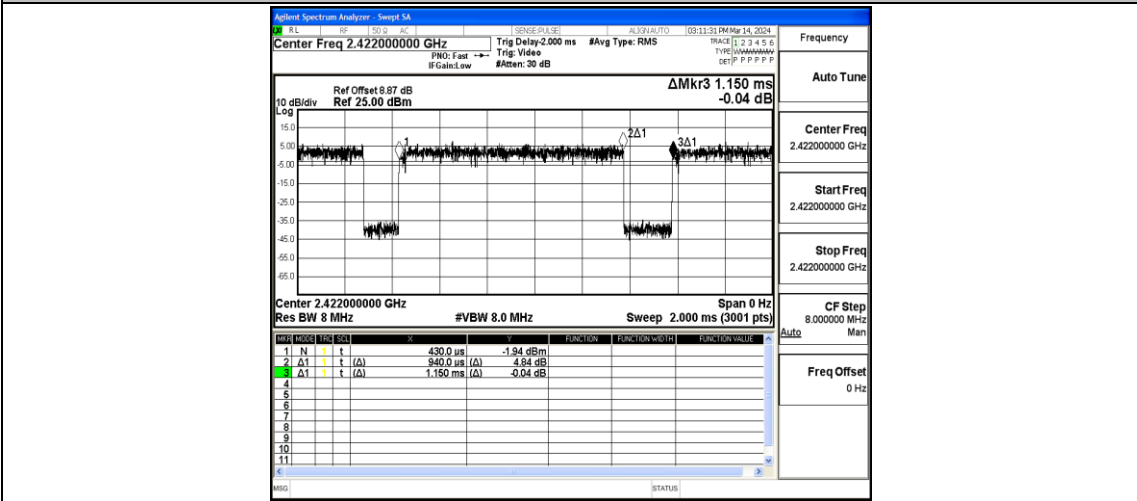 Agilent Spectrum Analyzer - Swept SA
RL RF 50 Ω AC SENSE:PULSE ALIGN AUTO 03:11:31 PM Mar 14, 2024
Center Freq 2.422000000 GHz Trig Delay-2.000 ms #Avg Type: RMS TRACE 1 2 3 4 5 6
PNO: Fast Trig: Video TYPE
IFGain:Low #Atten: 30 dB DET P P P P P P
Frequency
Auto Tune
ΔMkr3 1.150 ms
-0.04 dB
Ref Offset 8.87 dB
10 dB/div Ref 25.00 dBm
Log
15.0
5.00
-5.00
-15.0
-25.0
-35.0
-45.0
-55.0
-65.0
1
2Δ1
3Δ1
Center Freq
2.422000000 GHz
Start Freq
2.422000000 GHz
Stop Freq
2.422000000 GHz
CF Step
8.000000 MHz
Auto Man
Freq Offset
0 Hz
Center 2.422000000 GHz Span 0 Hz
Res BW 8 MHz #VBW 8.0 MHz Sweep 2.000 ms (3001 pts)
MKR MODE TRC SCL X Y FUNCTION FUNCTION WIDTH FUNCTION VALUE
1 N 1 t 430.0 µs -1.94 dBm
2 Δ1 1 t (Δ) 940.0 µs (Δ) 4.84 dB
3 Δ1 1 t (Δ) 1.150 ms (Δ) -0.04 dB
4
5
6
7
8
9
10
11
MSG STATUS